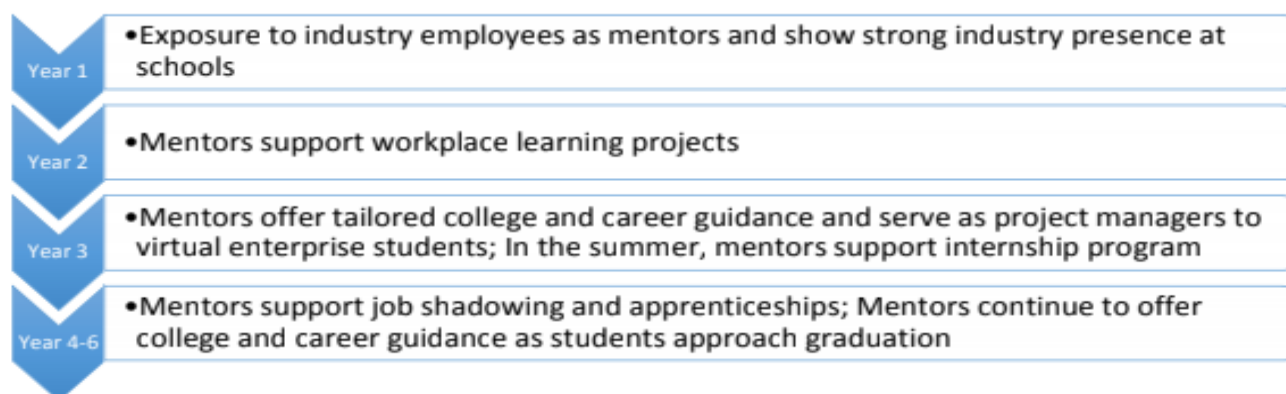 Year 1
•Exposure to industry employees as mentors and show strong industry presence at
schools
Year 2
•Mentors support workplace learning projects
Year 3
•Mentors offer tailored college and career guidance and serve as project managers to
virtual enterprise students; In the summer, mentors support internship program
Year 4-6
•Mentors support job shadowing and apprenticeships; Mentors continue to offer
college and career guidance as students approach graduation